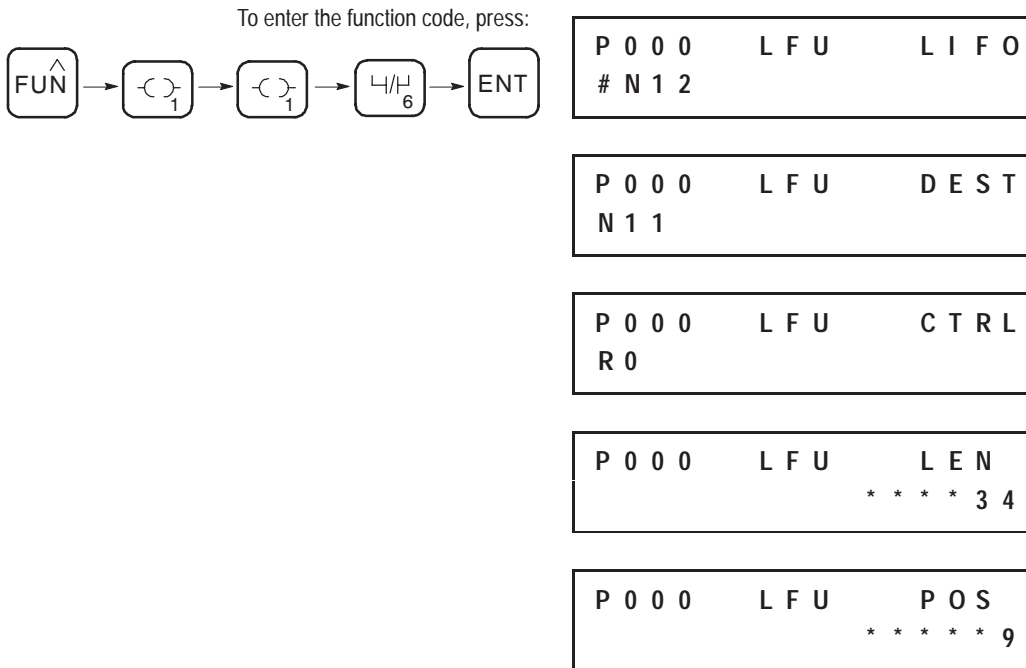 To enter the function code, press:
FUN
1
1
6
ENT
P000 LFU LIFO
#N12
P000 LFU DEST
N11
P000 LFU CTRL
R0
P000 LFU LEN
****34
P000 LFU POS
*****9